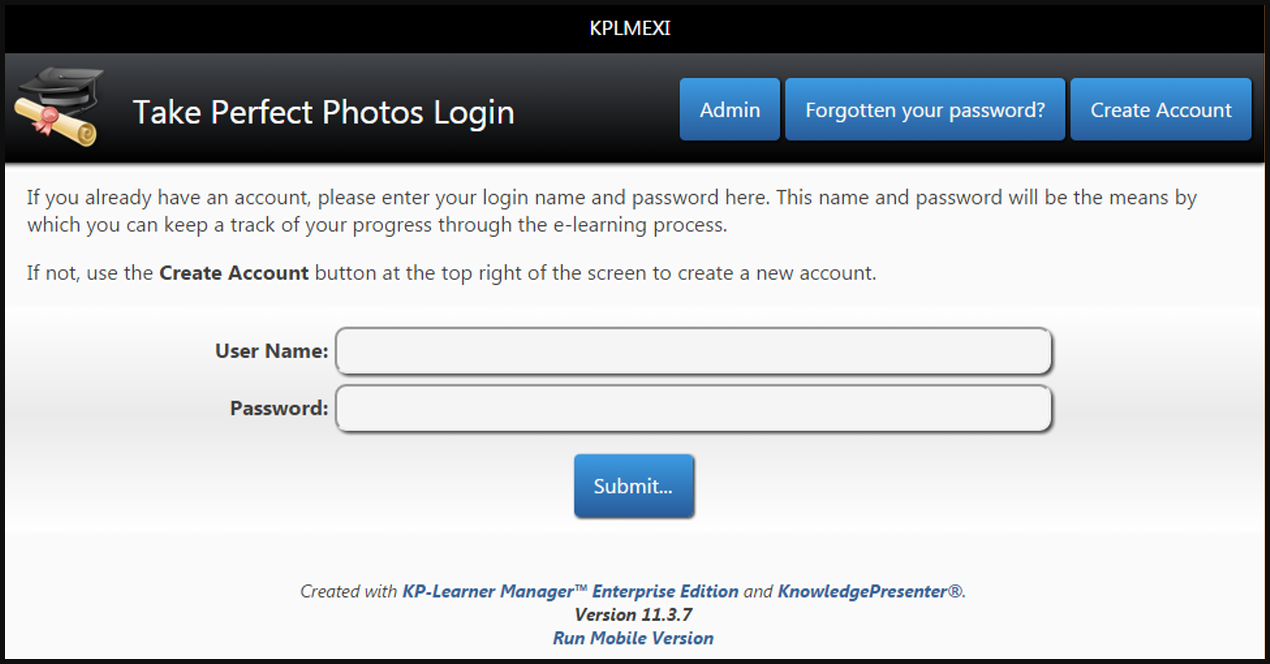 KPLMEXI
Take Perfect Photos Login
Admin
Forgotten your password?
Create Account
If you already have an account, please enter your login name and password here. This name and password will be the means by
which you can keep a track of your progress through the e-learning process.
If not, use the Create Account button at the top right of the screen to create a new account.
User Name:
Password:
Submit...
Created with KP-Learner Manager™ Enterprise Edition and KnowledgePresenter®.
Version 11.3.7
Run Mobile Version